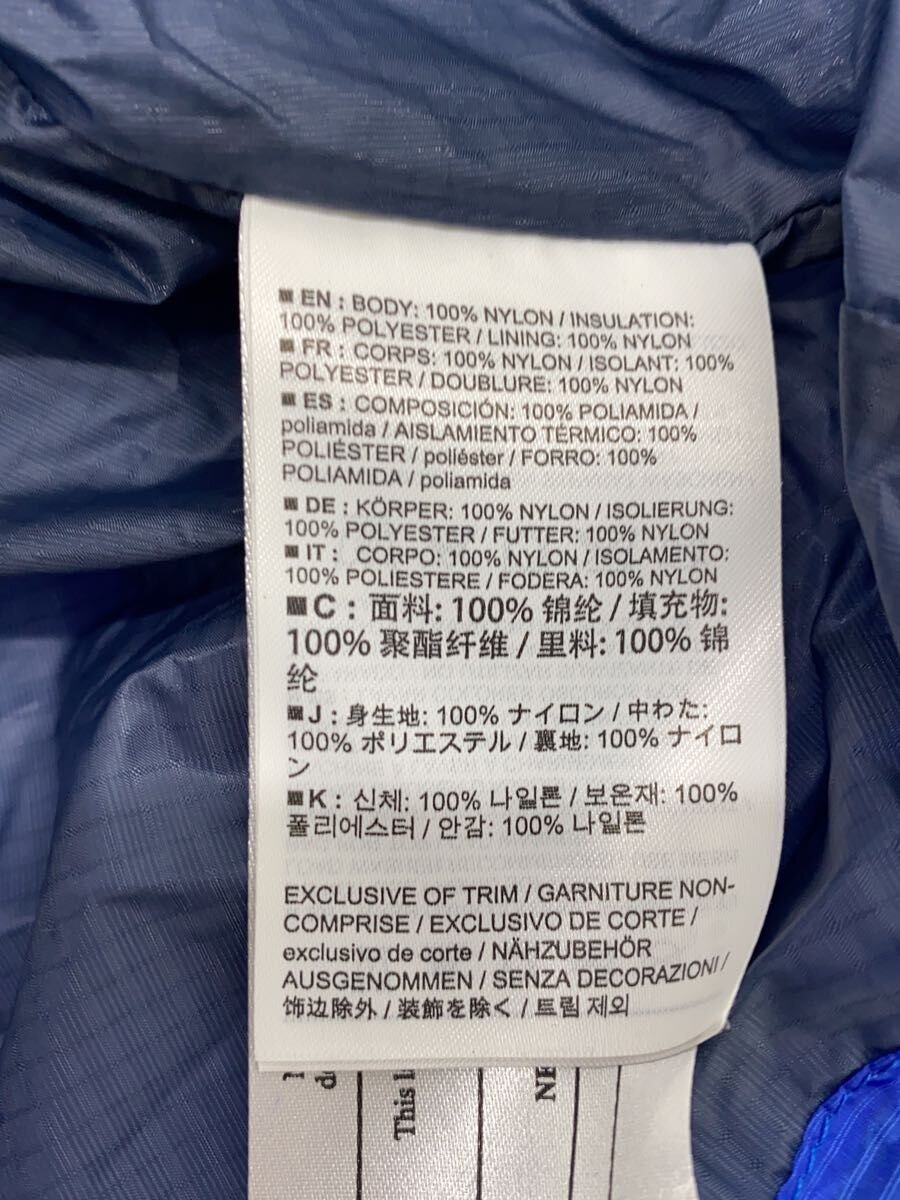 ■ EN : BODY: 100% NYLON / INSULATION:
100% POLYESTER / LINING: 100% NYLON
■ FR : CORPS: 100% NYLON / ISOLANT: 100%
POLYESTER / DOUBLURE: 100% NYLON
■ ES : COMPOSICIÓN: 100% POLIAMIDA /
poliamida / AISLAMIENTO TÉRMICO: 100%
POLIÉSTER / poliéster / FORRO: 100%
POLIAMIDA / poliamida
■ DE : KÖRPER: 100% NYLON / ISOLIERUNG:
100% POLYESTER / FUTTER: 100% NYLON
■ IT : CORPO: 100% NYLON / ISOLAMENTO:
100% POLIESTERE / FODERA: 100% NYLON
■ C : 面料: 100% 锦纶 / 填充物:
100% 聚酯纤维 / 里料: 100% 锦
纶
■ J : 身生地: 100% ナイロン / 中わた:
100% ポリエステル / 裏地: 100% ナイロ
ン
■ K : 신체: 100% 나일론 / 보온재: 100%
폴리에스터 / 안감: 100% 나일론
EXCLUSIVE OF TRIM / GARNITURE NON-
COMPRISE / EXCLUSIVO DE CORTE /
exclusivo de corte / NÄHZUBEHÖR
AUSGENOMMEN / SENZA DECORAZIONI /
饰边除外 / 装飾を除く / 트림 제외
This